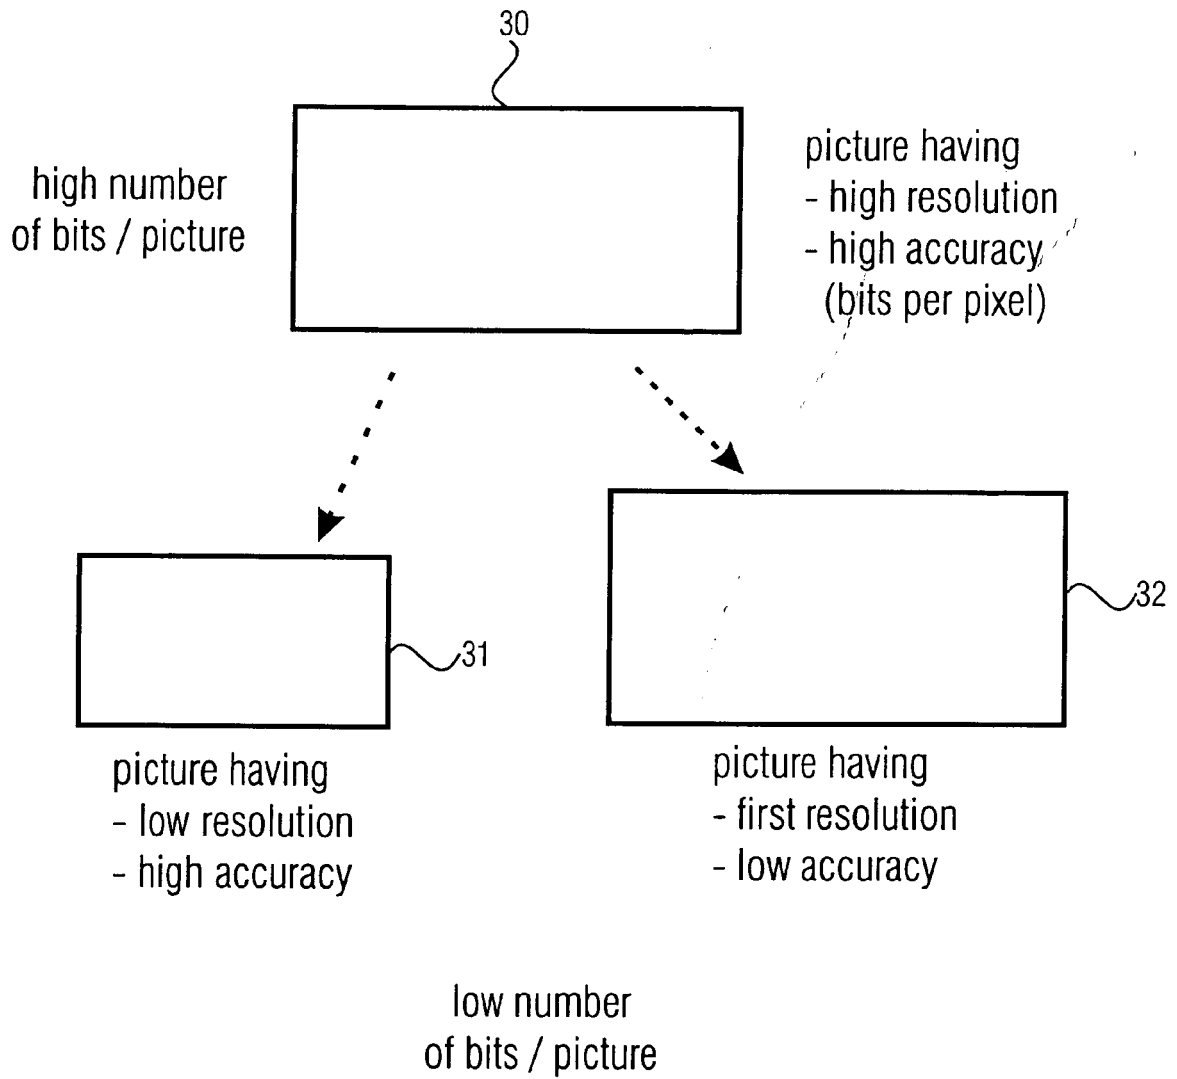 30
high number
of bits / picture
picture having
- high resolution
- high accuracy
(bits per pixel)
31
32
picture having
- low resolution
- high accuracy
picture having
- first resolution
- low accuracy
low number
of bits / picture